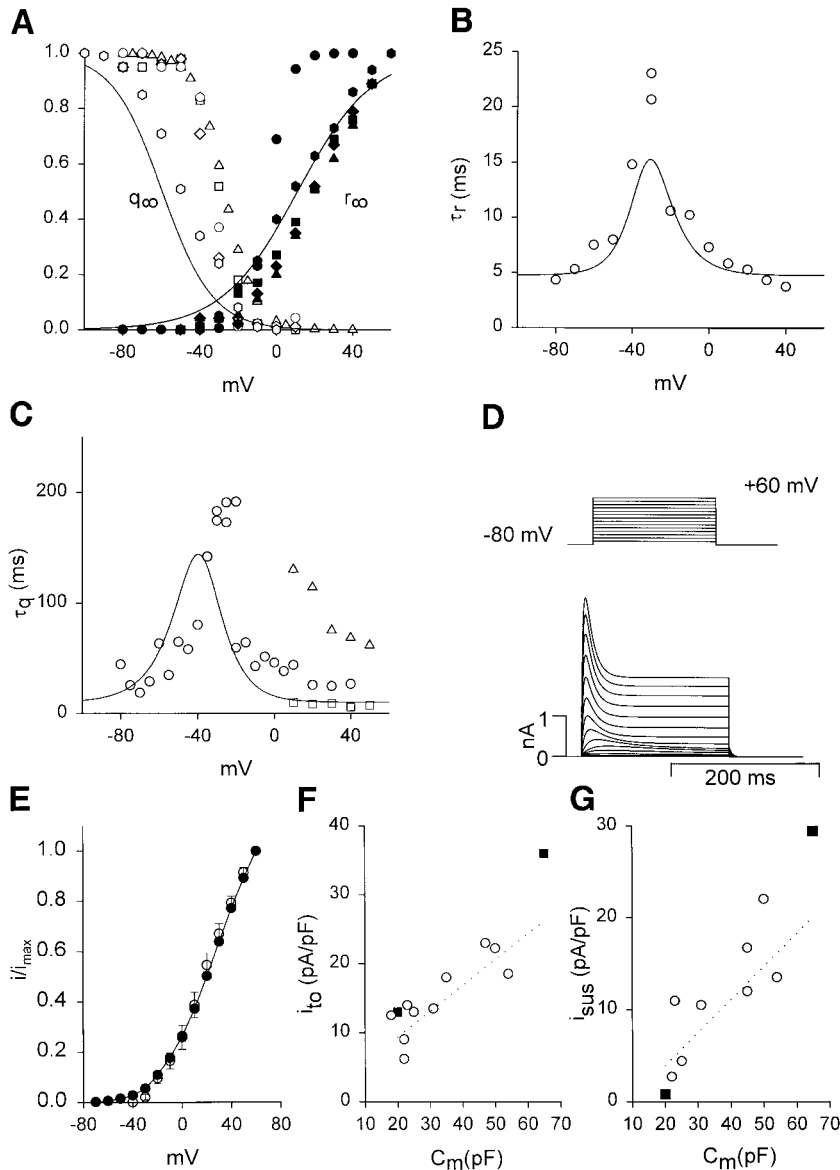 A
1.0
0.8
0.6
0.4
0.2
0.0
q∞
r∞
-80
-40
0
40
mV
B
25
20
15
10
5
0
τr (ms)
-80
-40
0
40
mV
C
200
100
0
τq (ms)
-80
-40
0
40
mV
D
+60 mV
-80 mV
1
nA
0
200 ms
E
1.0
0.8
0.6
0.4
0.2
0.0
i/imax
-80
-40
0
40
80
mV
F
40
30
20
10
0
ito (pA/pF)
10 20 30 40 50 60 70
Cm(pF)
G
30
20
10
0
isus (pA/pF)
10 20 30 40 50 60 70
Cm(pF)